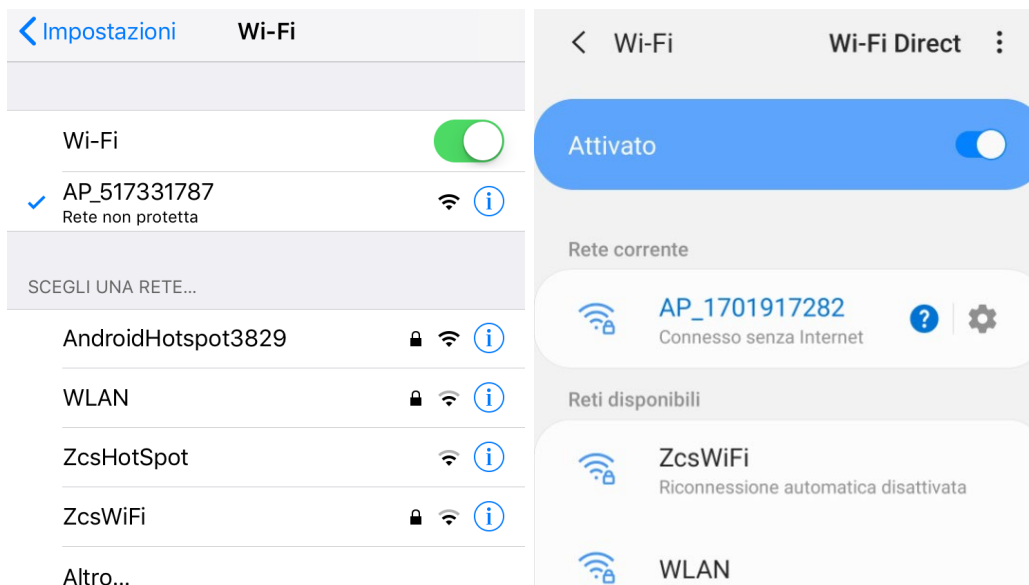 Impostazioni
Wi-Fi
Wi-Fi
AP_517331787
Rete non protetta
SCEGLI UNA RETE...
AndroidHotspot3829
WLAN
ZcsHotSpot
ZcsWiFi
Altro...
Wi-Fi
Wi-Fi Direct
Attivato
Rete corrente
AP_1701917282
Connesso senza Internet
Reti disponibili
ZcsWiFi
Riconnessione automatica disattivata
WLAN